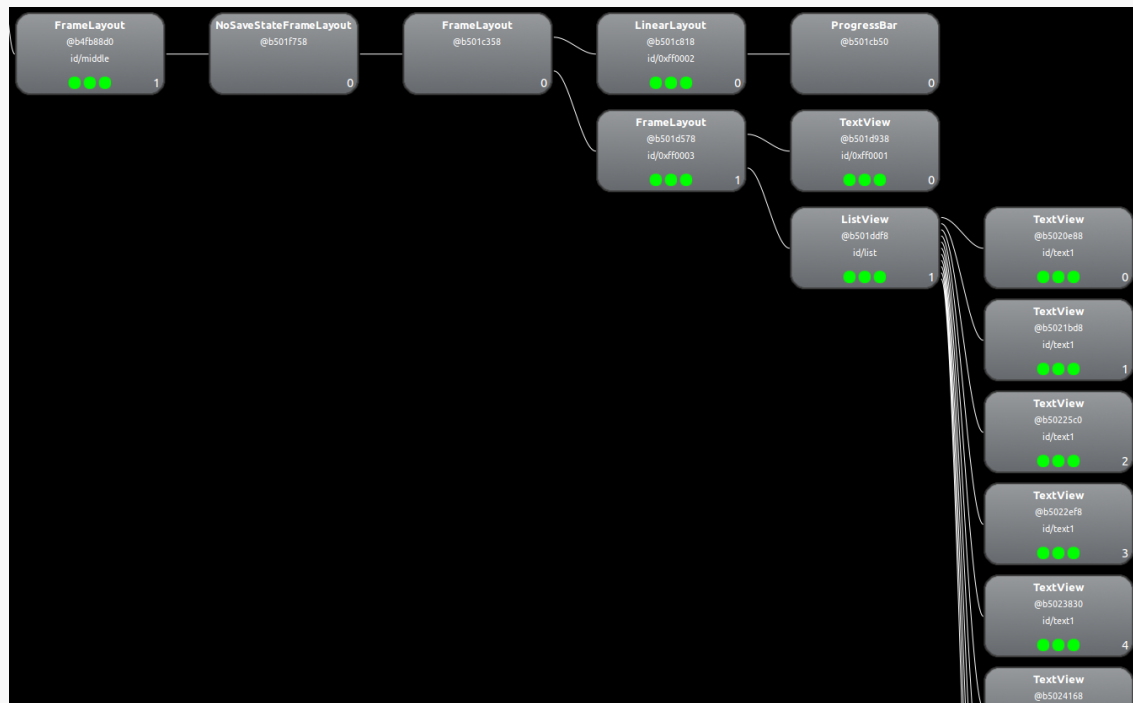 FrameLayout
@b4fb88d0
id/middle
1
NoSaveStateFrameLayout
@b501f758
0
FrameLayout
@b501c358
0
LinearLayout
@b501c818
id/0xff0002
0
ProgressBar
@b501cb50
0
FrameLayout
@b501d578
id/0xff0003
1
TextView
@b501d938
id/0xff0001
0
ListView
@b501ddf8
id/list
1
TextView
@b5020e88
id/text1
0
TextView
@b5021bd8
id/text1
1
TextView
@b50225c0
id/text1
2
TextView
@b5022ef8
id/text1
3
TextView
@b5023830
id/text1
4
TextView
@b5024168